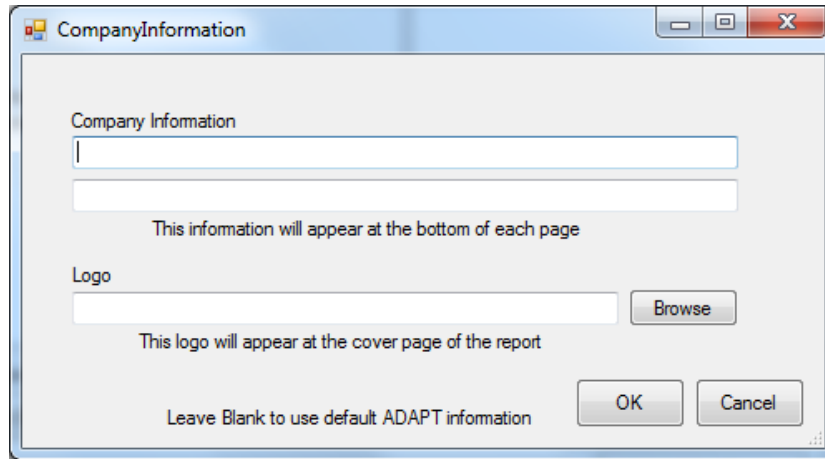 CompanyInformation
Company Information
This information will appear at the bottom of each page
Logo
Browse
This logo will appear at the cover page of the report
OK
Cancel
Leave Blank to use default ADAPT information